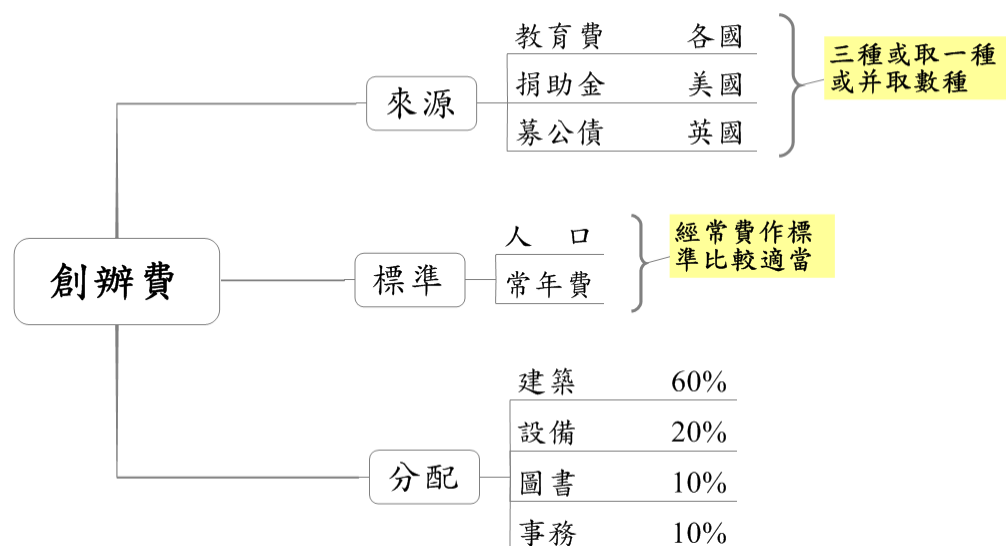 創辦費
來源
教育費 各國
捐助金 美國
募公債 英國
三種或取一種
或并取數種
標準
人 口
常年費
經常費作標
準比較適當
分配
建築 60%
設備 20%
圖書 10%
事務 10%